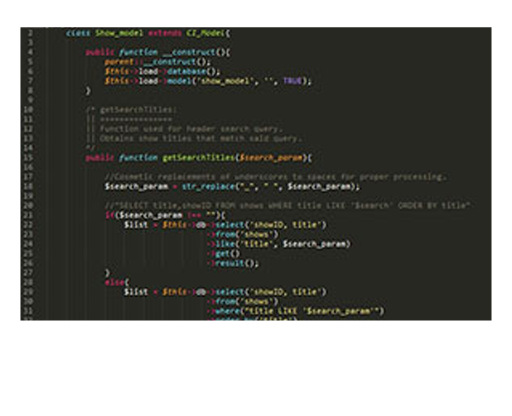 2 class Show_model extends CI_Model{
3
4 public function __construct(){
5 parent::__construct();
6 $this->load->database();
7 $this->load->model('show_model', '', TRUE);
8 }
9
10 /* getSearchTitles:
11 || ===============
12 || Function used for header search query.
13 || Obtains show titles that match said query.
14 */
15 public function getSearchTitles($search_param){
16
17 //Cosmetic replacements of underscores to spaces for proper processing.
18 $search_param = str_replace("_", " ", $search_param);
19
20 //"SELECT title,showID FROM shows WHERE title LIKE '$search' ORDER BY title"
21 if($search_param !== ""){
22 $list = $this->db->select('showID, title')
23 ->from('shows')
24 ->like('title', $search_param)
25 ->get()
26 ->result();
27 }
28 else{
29 $list = $this->db->select('showID, title')
30 ->from('shows')
31 ->where("title LIKE '$search_param'")
32